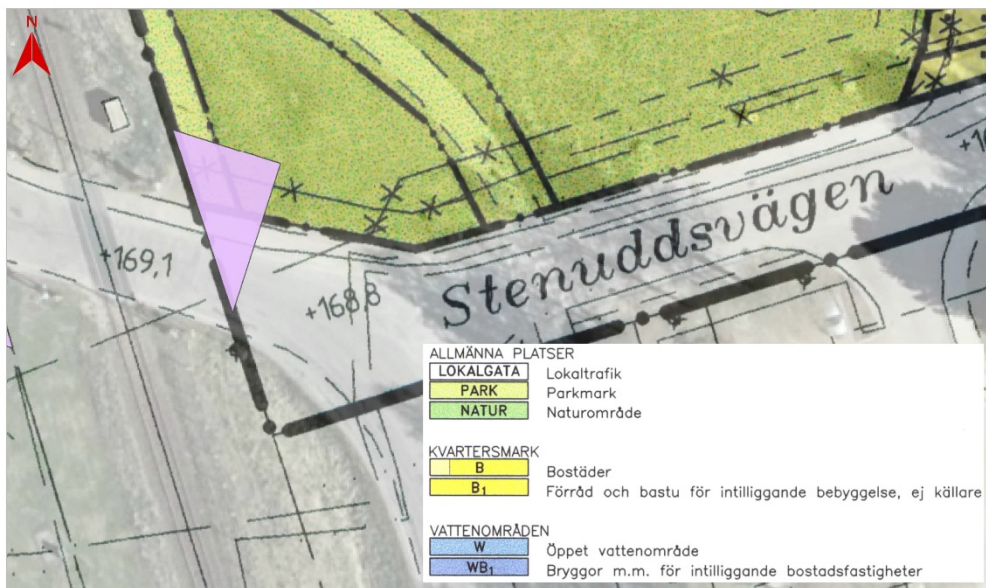 N
+169,1
+168,8
Stenuddsvägen
ALLMÄNNA PLATSER
LOKALGATA Lokaltrafik
PARK Parkmark
NATUR Naturområde
KVARTERSMARK
B Bostäder
B₁ Förråd och bastu för intilliggande bebyggelse, ej källare
VATTENOMRÅDEN
W Öppet vattenområde
WB₁ Bryggor m.m. för intilliggande bostadsfastigheter